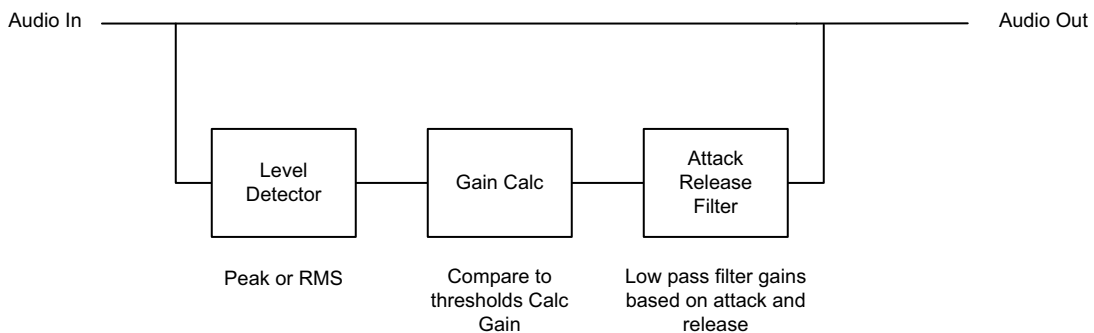 Audio In
Audio Out
Level
Detector
Gain Calc
Attack
Release
Filter
Peak or RMS
Compare to
thresholds Calc
Gain
Low pass filter gains
based on attack and
release